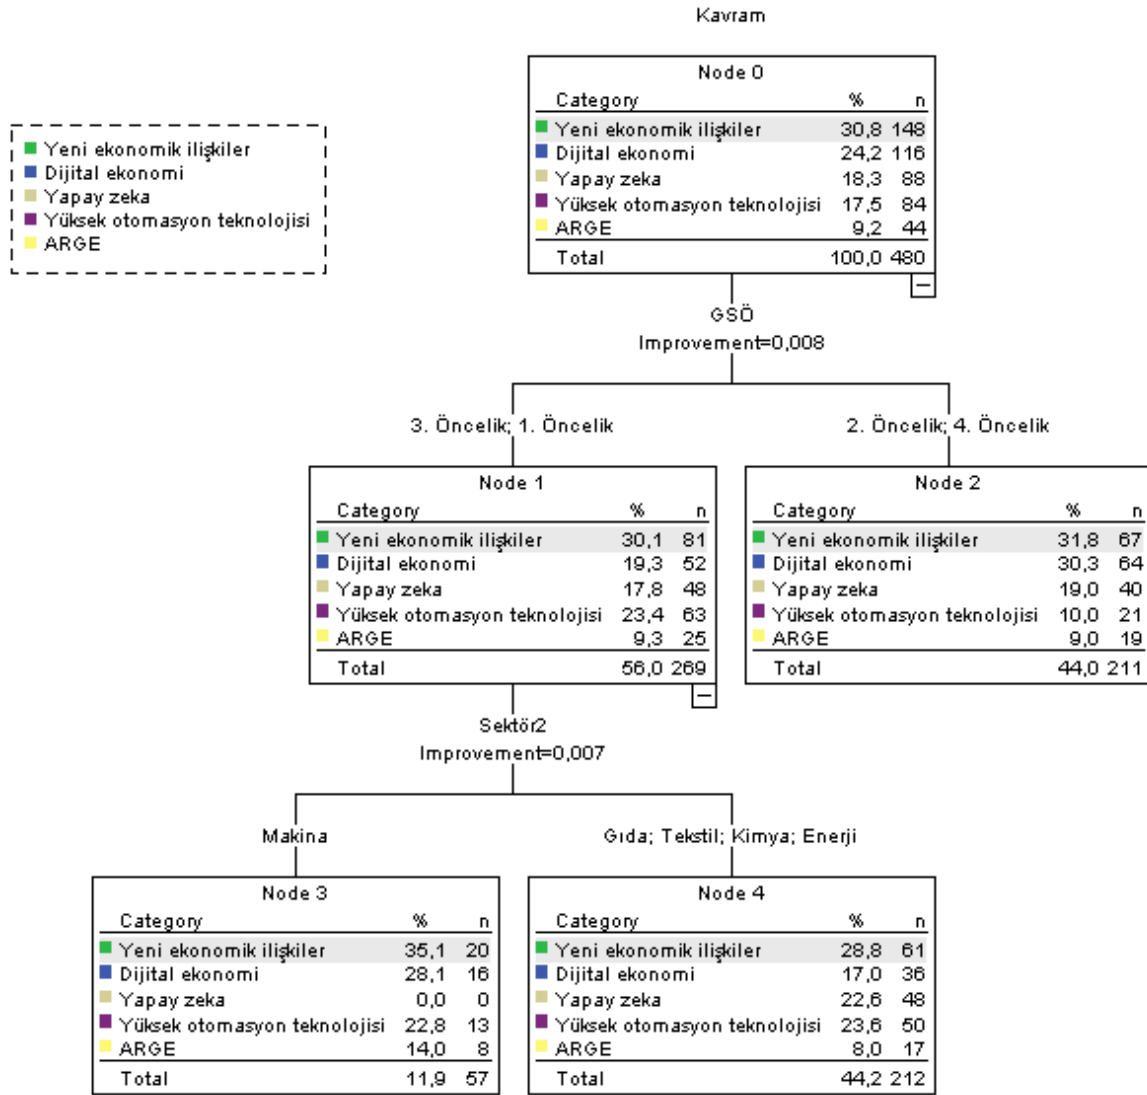 Kavram
Node 0
Category % n
Yeni ekonomik ilişkiler 30,8 148
Dijital ekonomi 24,2 116
Yapay zeka 18,3 88
Yüksek otomasyon teknolojisi 17,5 84
ARGE 9,2 44
Total 100,0 480
Yeni ekonomik ilişkiler
Dijital ekonomi
Yapay zeka
Yüksek otomasyon teknolojisi
ARGE
GSÖ
Improvement=0,008
3. Öncelik; 1. Öncelik
2. Öncelik; 4. Öncelik
Node 1
Category % n
Yeni ekonomik ilişkiler 30,1 81
Dijital ekonomi 19,3 52
Yapay zeka 17,8 48
Yüksek otomasyon teknolojisi 23,4 63
ARGE 9,3 25
Total 56,0 269
Node 2
Category % n
Yeni ekonomik ilişkiler 31,8 67
Dijital ekonomi 30,3 64
Yapay zeka 19,0 40
Yüksek otomasyon teknolojisi 10,0 21
ARGE 9,0 19
Total 44,0 211
Sektör2
Improvement=0,007
Makina
Gıda; Tekstil; Kimya; Enerji
Node 3
Category % n
Yeni ekonomik ilişkiler 35,1 20
Dijital ekonomi 28,1 16
Yapay zeka 0,0 0
Yüksek otomasyon teknolojisi 22,8 13
ARGE 14,0 8
Total 11,9 57
Node 4
Category % n
Yeni ekonomik ilişkiler 28,8 61
Dijital ekonomi 17,0 36
Yapay zeka 22,6 48
Yüksek otomasyon teknolojisi 23,6 50
ARGE 8,0 17
Total 44,2 212